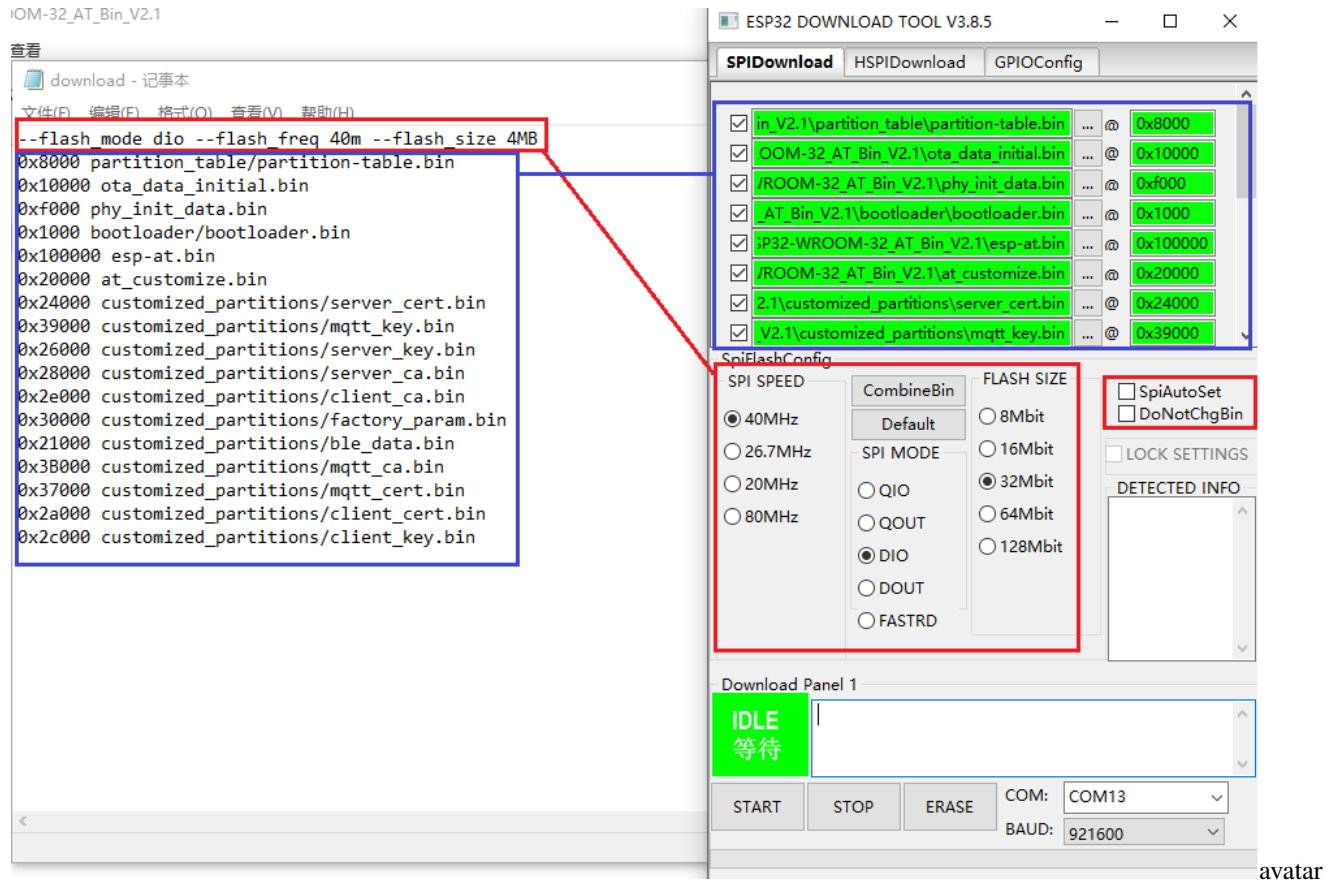 OOM-32_AT_Bin_V2.1
查看
download - 记事本
文件(F) 编辑(E) 格式(O) 查看(V) 帮助(H)
--flash_mode dio --flash_freq 40m --flash_size 4MB
0x8000 partition_table/partition-table.bin
0x10000 ota_data_initial.bin
0xf000 phy_init_data.bin
0x1000 bootloader/bootloader.bin
0x100000 esp-at.bin
0x20000 at_customize.bin
0x24000 customized_partitions/server_cert.bin
0x39000 customized_partitions/mqtt_key.bin
0x26000 customized_partitions/server_key.bin
0x28000 customized_partitions/server_ca.bin
0x2e000 customized_partitions/client_ca.bin
0x30000 customized_partitions/factory_param.bin
0x21000 customized_partitions/ble_data.bin
0x3B000 customized_partitions/mqtt_ca.bin
0x37000 customized_partitions/mqtt_cert.bin
0x2a000 customized_partitions/client_cert.bin
0x2c000 customized_partitions/client_key.bin
ESP32 DOWNLOAD TOOL V3.8.5
SPIDownload HSPIDownload GPIOConfig
in_V2.1\partition_table\partition-table.bin ... @ 0x8000
.OOM-32_AT_Bin_V2.1\ota_data_initial.bin ... @ 0x10000
/ROOM-32_AT_Bin_V2.1\phy_init_data.bin ... @ 0xf000
_AT_Bin_V2.1\bootloader\bootloader.bin ... @ 0x1000
SP32-WROOM-32_AT_Bin_V2.1\esp-at.bin ... @ 0x100000
/ROOM-32_AT_Bin_V2.1\at_customize.bin ... @ 0x20000
2.1\customized_partitions\server_cert.bin ... @ 0x24000
_V2.1\customized_partitions\mqtt_key.bin ... @ 0x39000
SpiFlashConfig
SPI SPEED
40MHz
26.7MHz
20MHz
80MHz
CombineBin
Default
SPI MODE
QIO
QOUT
DIO
DOUT
FASTRD
FLASH SIZE
8Mbit
16Mbit
32Mbit
64Mbit
128Mbit
SpiAutoSet
DoNotChgBin
LOCK SETTINGS
DETECTED INFO
Download Panel 1
IDLE
等待
START STOP ERASE
COM: COM13
BAUD: 921600
avatar